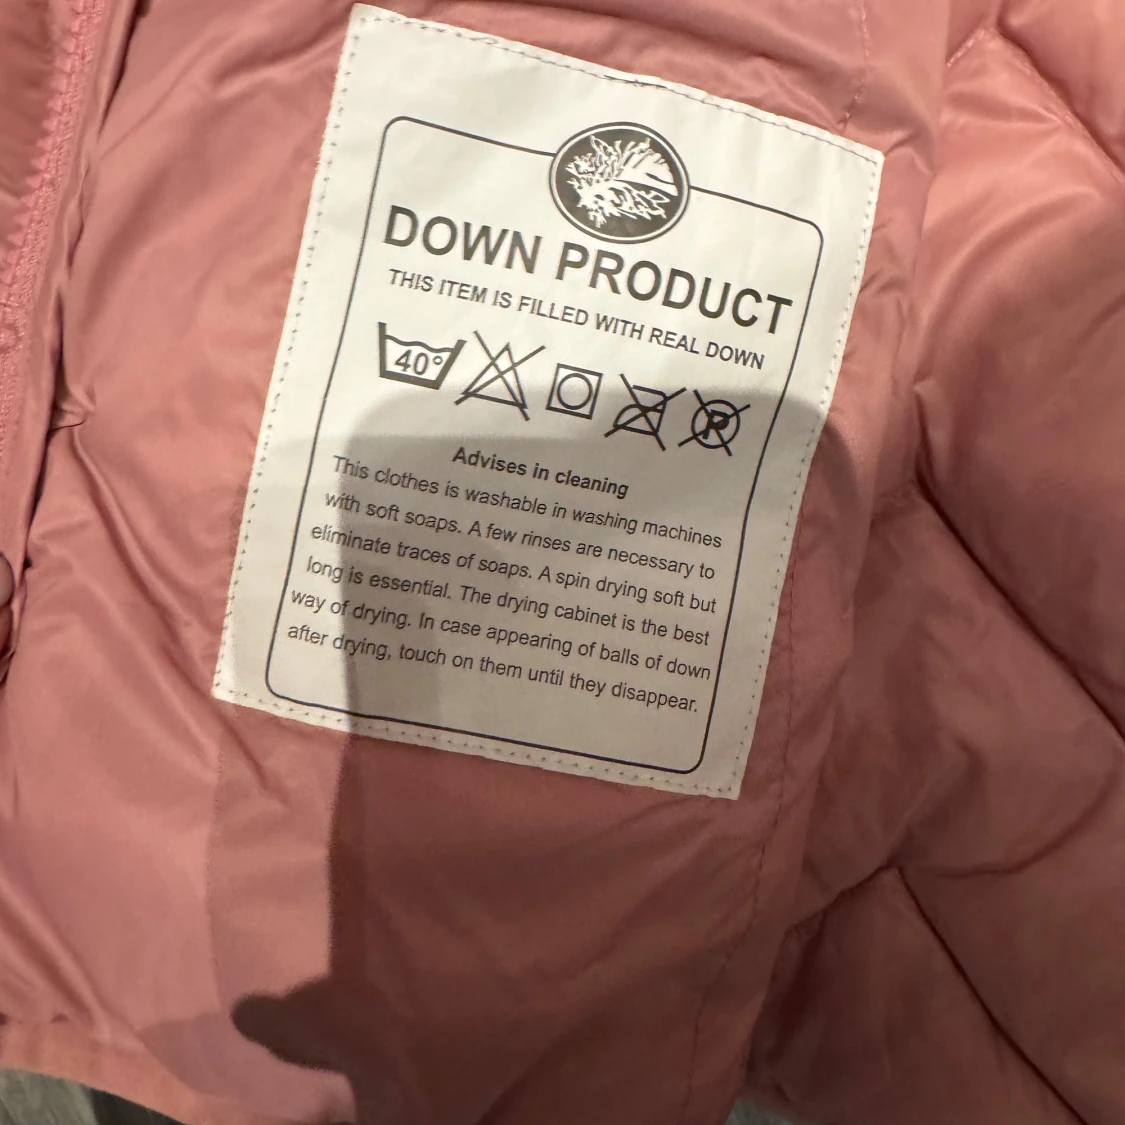 DOWN PRODUCT
THIS ITEM IS FILLED WITH REAL DOWN
40°
P
Advises in cleaning
This clothes is washable in washing machines
with soft soaps. A few rinses are necessary to
eliminate traces of soaps. A spin drying soft but
long is essential. The drying cabinet is the best
way of drying. In case appearing of balls of down
after drying, touch on them until they disappear.